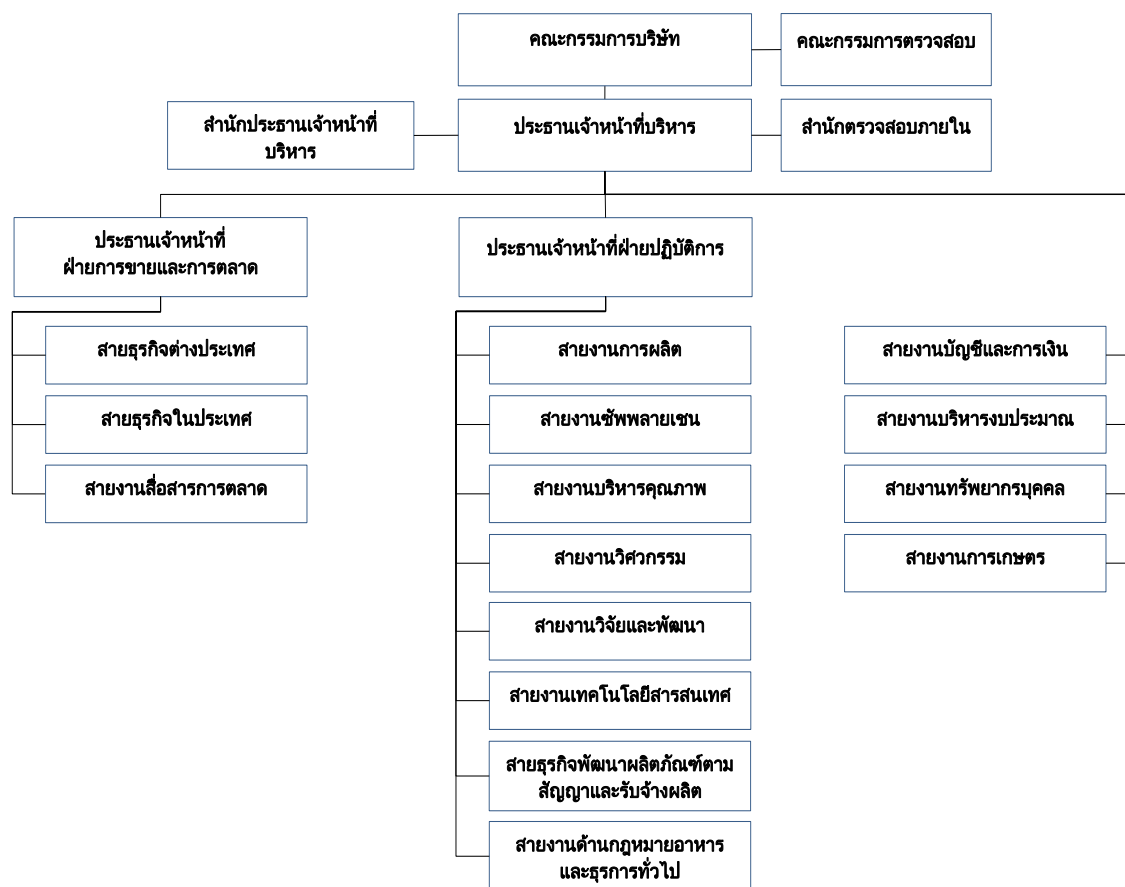 คณะกรรมการบริษัท
คณะกรรมการตรวจสอบ
สำนักประธานเจ้าหน้าที่
บริหาร
ประธานเจ้าหน้าที่บริหาร
สำนักตรวจสอบภายใน
ประธานเจ้าหน้าที่
ฝ่ายการขายและการตลาด
ประธานเจ้าหน้าที่ฝ่ายปฏิบัติการ
สายธุรกิจต่างประเทศ
สายธุรกิจในประเทศ
สายงานสื่อสารการตลาด
สายงานการผลิต
สายงานซัพพลายเชน
สายงานบริหารคุณภาพ
สายงานวิศวกรรม
สายงานวิจัยและพัฒนา
สายงานเทคโนโลยีสารสนเทศ
สายธุรกิจพัฒนาผลิตภัณฑ์ตาม
สัญญาและรับจ้างผลิต
สายงานด้านกฎหมายอาหาร
และธุรการทั่วไป
สายงานบัญชีและการเงิน
สายงานบริหารงบประมาณ
สายงานทรัพยากรบุคคล
สายงานการเกษตร